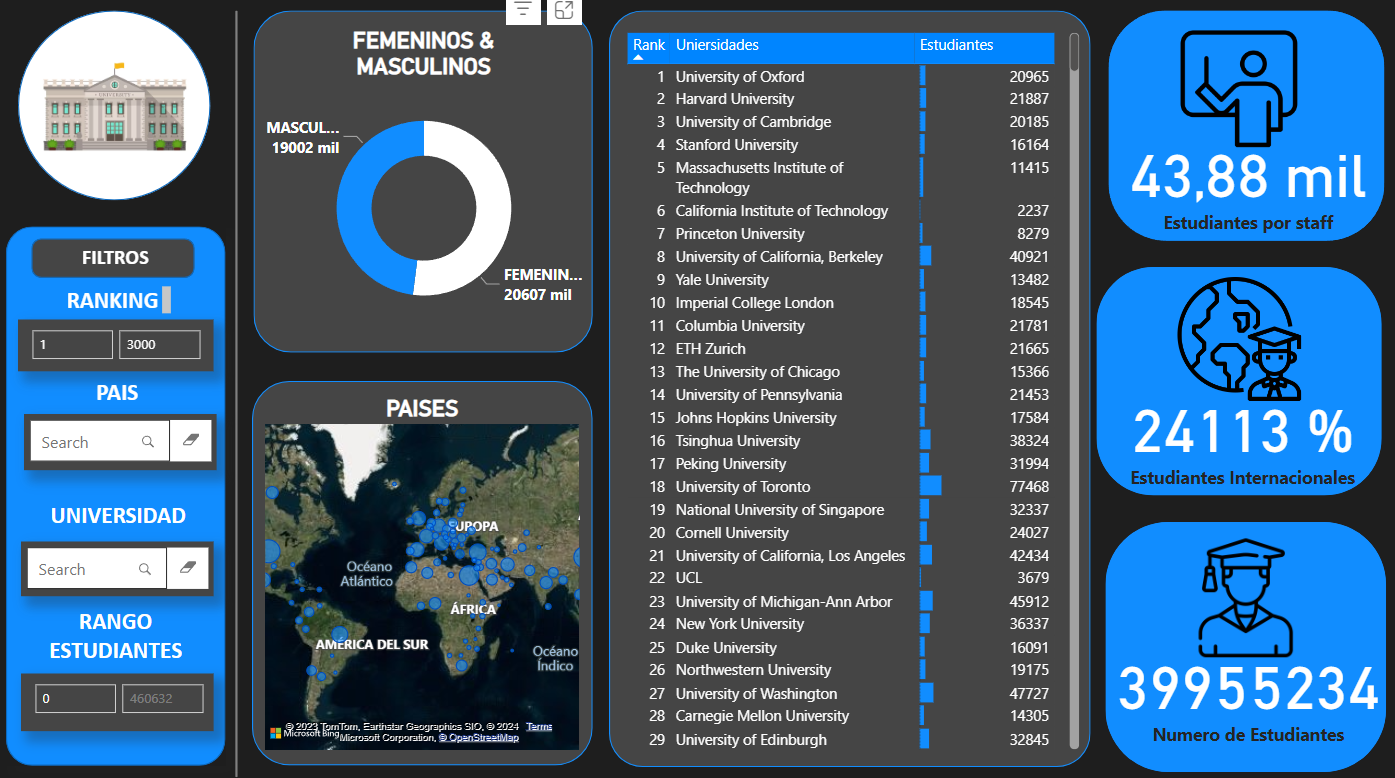 UNIVERSITY
FILTROS
RANKING
1
3000
PAIS
Search
UNIVERSIDAD
Search
RANGO
ESTUDIANTES
0
460632
FEMENINOS &
MASCULINOS
MASCUL...
19002 mil
FEMENIN...
20607 mil
PAISES
UROPA
Océano
Atlántico
ÁFRICA
AMÉRICA DEL SUR
Océano
Índico
© 2023 TomTom, Earthstar Geographics SIO, © 2024 Terms
Microsoft Bing Microsoft Corporation, © OpenStreetMap
Rank Uniersidades Estudiantes
1 University of Oxford 20965
2 Harvard University 21887
3 University of Cambridge 20185
4 Stanford University 16164
5 Massachusetts Institute of 11415
Technology
6 California Institute of Technology 2237
7 Princeton University 8279
8 University of California, Berkeley 40921
9 Yale University 13482
10 Imperial College London 18545
11 Columbia University 21781
12 ETH Zurich 21665
13 The University of Chicago 15366
14 University of Pennsylvania 21453
15 Johns Hopkins University 17584
16 Tsinghua University 38324
17 Peking University 31994
18 University of Toronto 77468
19 National University of Singapore 32337
20 Cornell University 24027
21 University of California, Los Angeles 42434
22 UCL 3679
23 University of Michigan-Ann Arbor 45912
24 New York University 36337
25 Duke University 16091
26 Northwestern University 19175
27 University of Washington 47727
28 Carnegie Mellon University 14305
29 University of Edinburgh 32845
43,88 mil
Estudiantes por staff
24113 %
Estudiantes Internacionales
39955234
Numero de Estudiantes